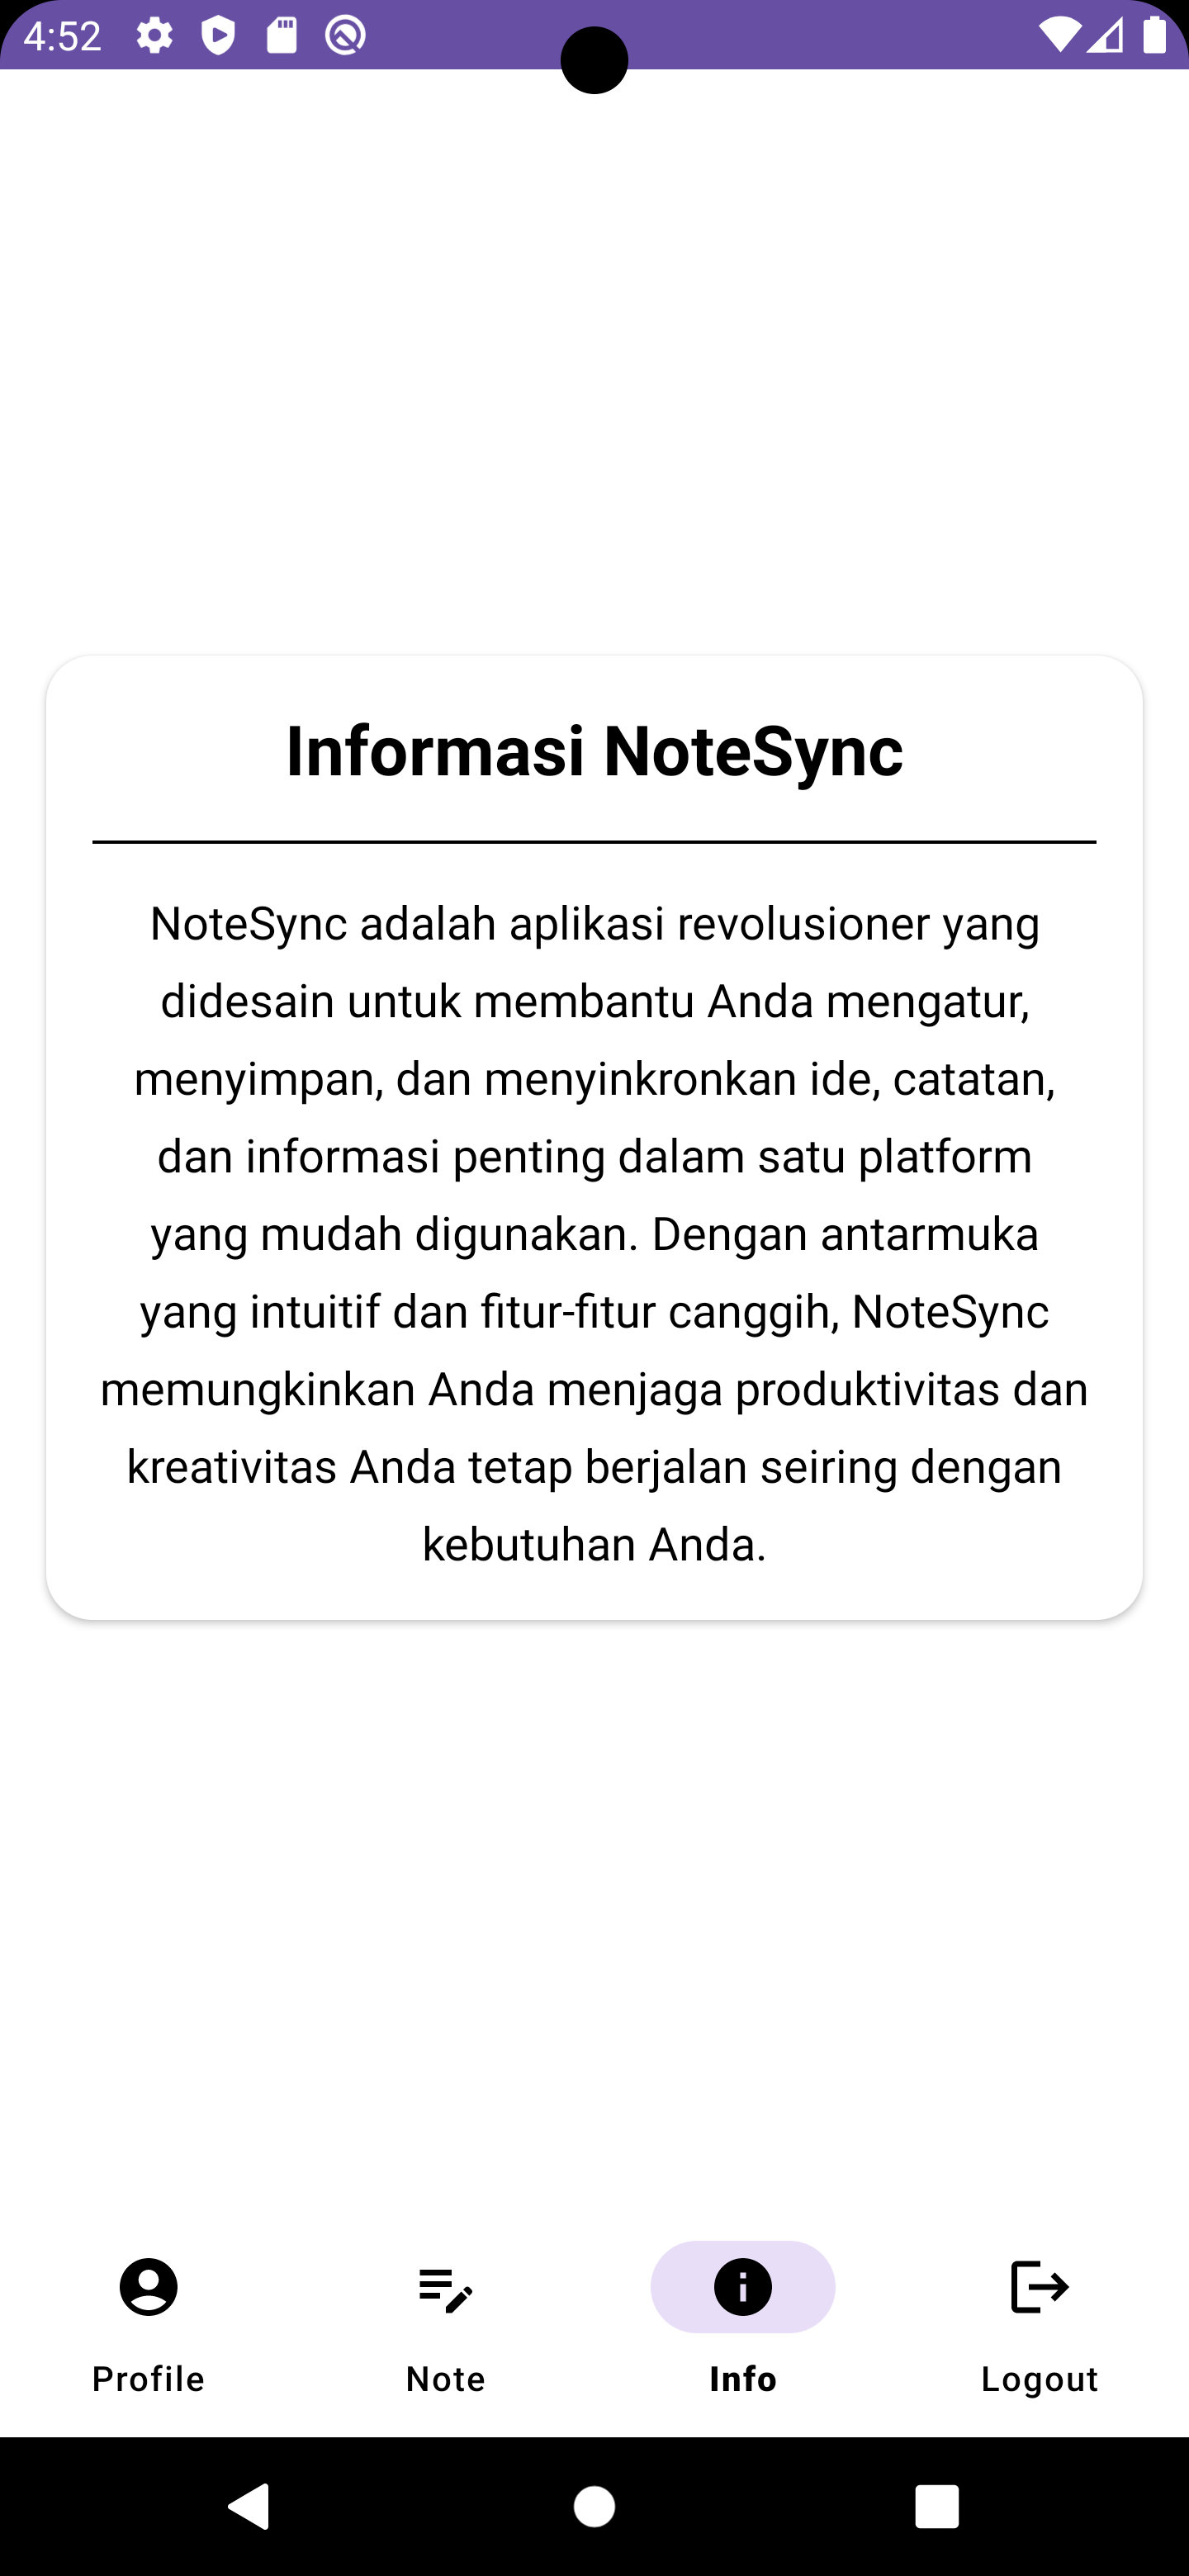 4:52
Informasi NoteSync
NoteSync adalah aplikasi revolusioner yang
didesain untuk membantu Anda mengatur,
menyimpan, dan menyinkronkan ide, catatan,
dan informasi penting dalam satu platform
yang mudah digunakan. Dengan antarmuka
yang intuitif dan fitur-fitur canggih, NoteSync
memungkinkan Anda menjaga produktivitas dan
kreativitas Anda tetap berjalan seiring dengan
kebutuhan Anda.
Profile
Note
Info
Logout